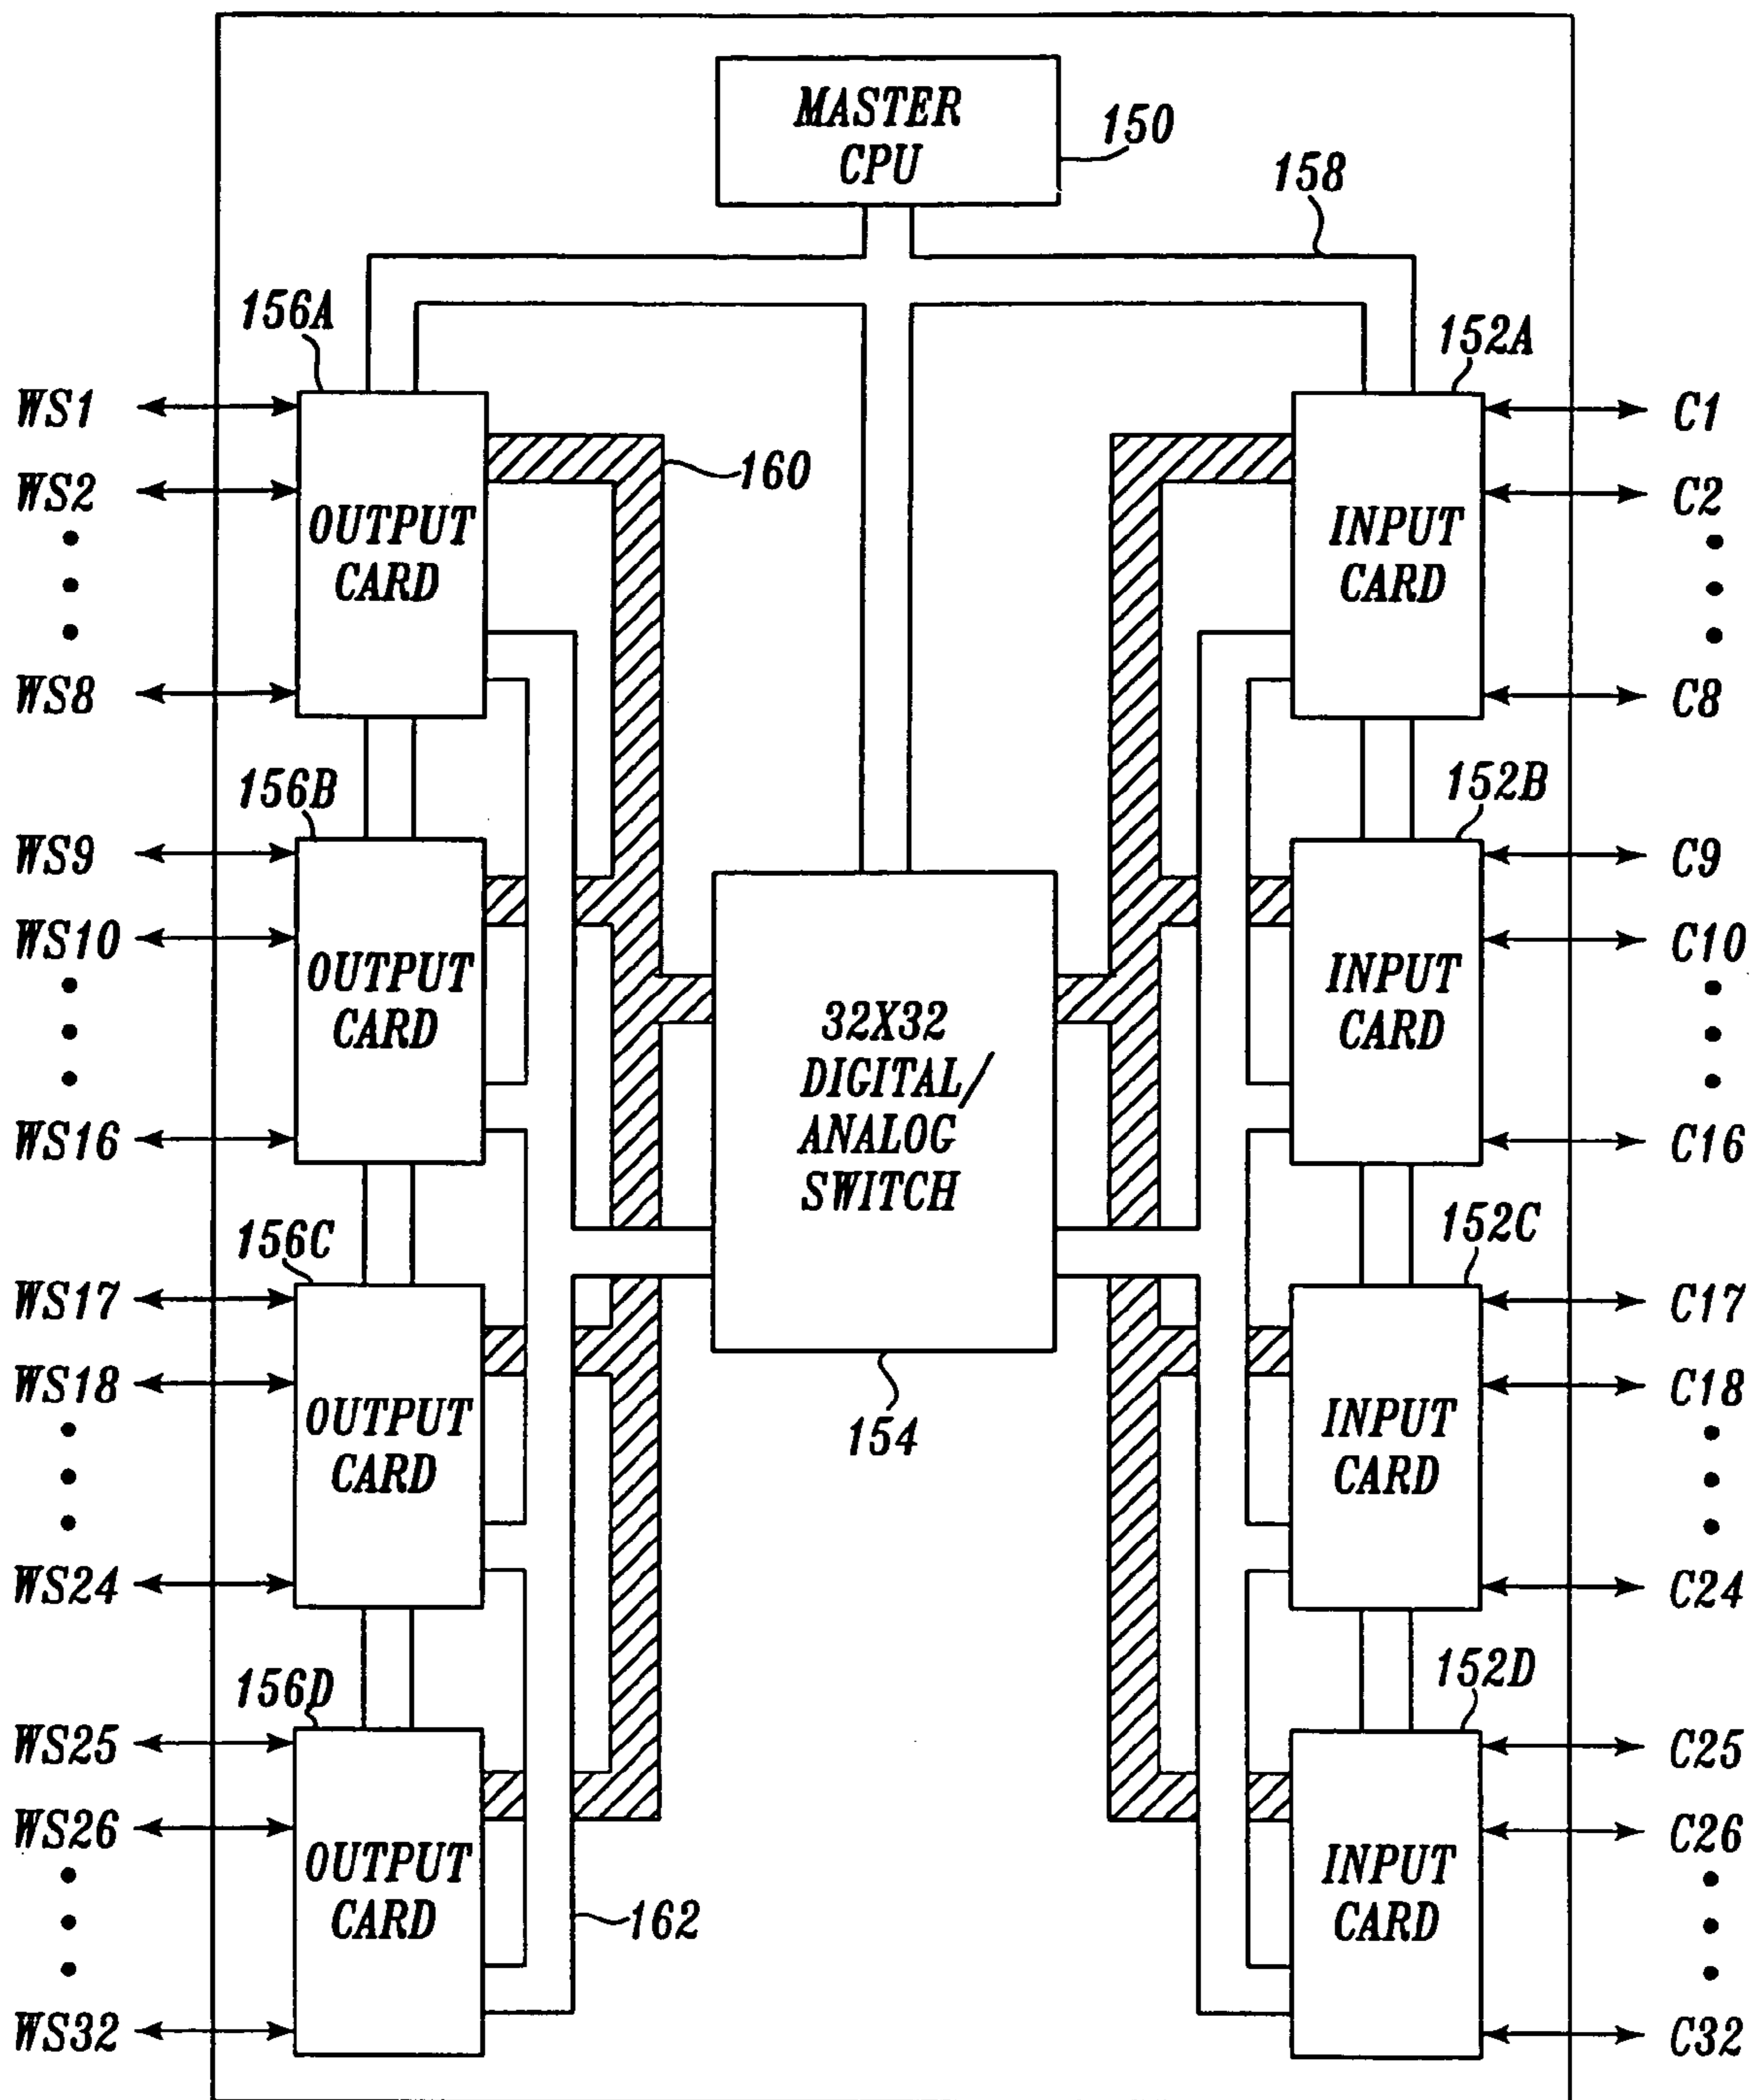 MASTER
CPU
150
158
156A
152A
WS1
C1
160
WS2
C2
OUTPUT
CARD
INPUT
CARD
WS8
C8
156B
152B
WS9
C9
WS10
C10
OUTPUT
CARD
INPUT
CARD
32X32
DIGITAL/
ANALOG
SWITCH
WS16
C16
156C
152C
WS17
C17
WS18
C18
154
OUTPUT
CARD
INPUT
CARD
WS24
C24
156D
152D
WS25
C25
WS26
C26
OUTPUT
CARD
INPUT
CARD
162
WS32
C32